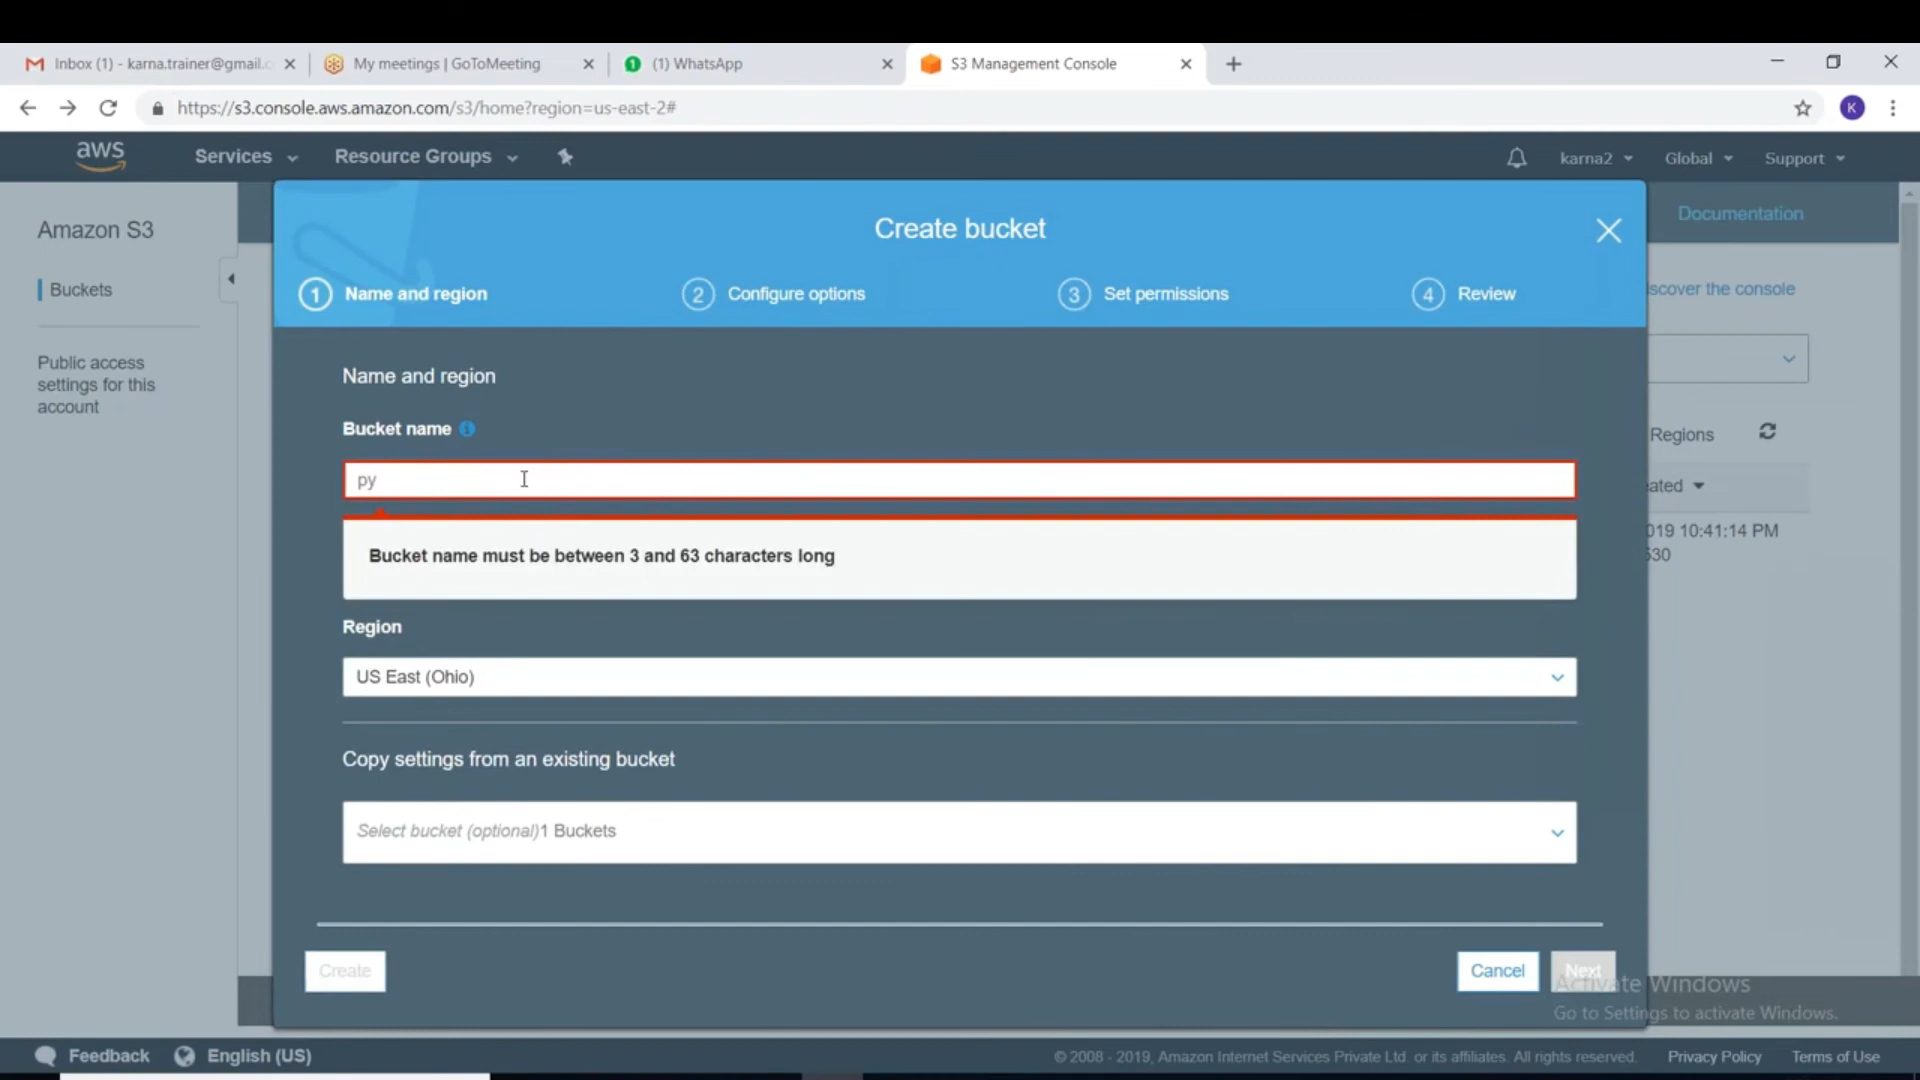 Inbox (1) - karna.trainer@gmail.c
My meetings | GoToMeeting
1 (1) WhatsApp
S3 Management Console
https://s3.console.aws.amazon.com/s3/home?region=us-east-2#
K
aws
Services
Resource Groups
karna2
Global
Support
Amazon S3
Buckets
Public access
settings for this
account
Create bucket
1 Name and region
2 Configure options
3 Set permissions
4 Review
Documentation
iscover the console
Regions
eated
019 10:41:14 PM
530
Name and region
Bucket name
py
Bucket name must be between 3 and 63 characters long
Region
US East (Ohio)
Copy settings from an existing bucket
Select bucket (optional)1 Buckets
Create
Cancel
Next
Activate Windows
Go to Settings to activate Windows.
Feedback
English (US)
© 2008 - 2019, Amazon Internet Services Private Ltd. or its affiliates. All rights reserved.
Privacy Policy
Terms of Use